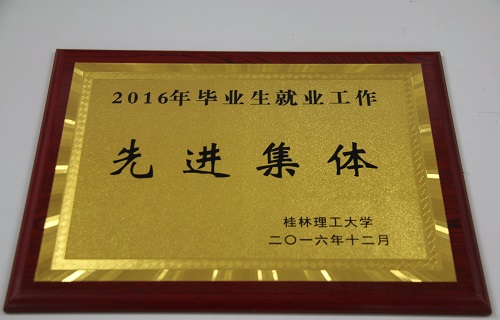 2016年毕业生就业工作
先进集体
桂林理工大学
二〇一六年十二月